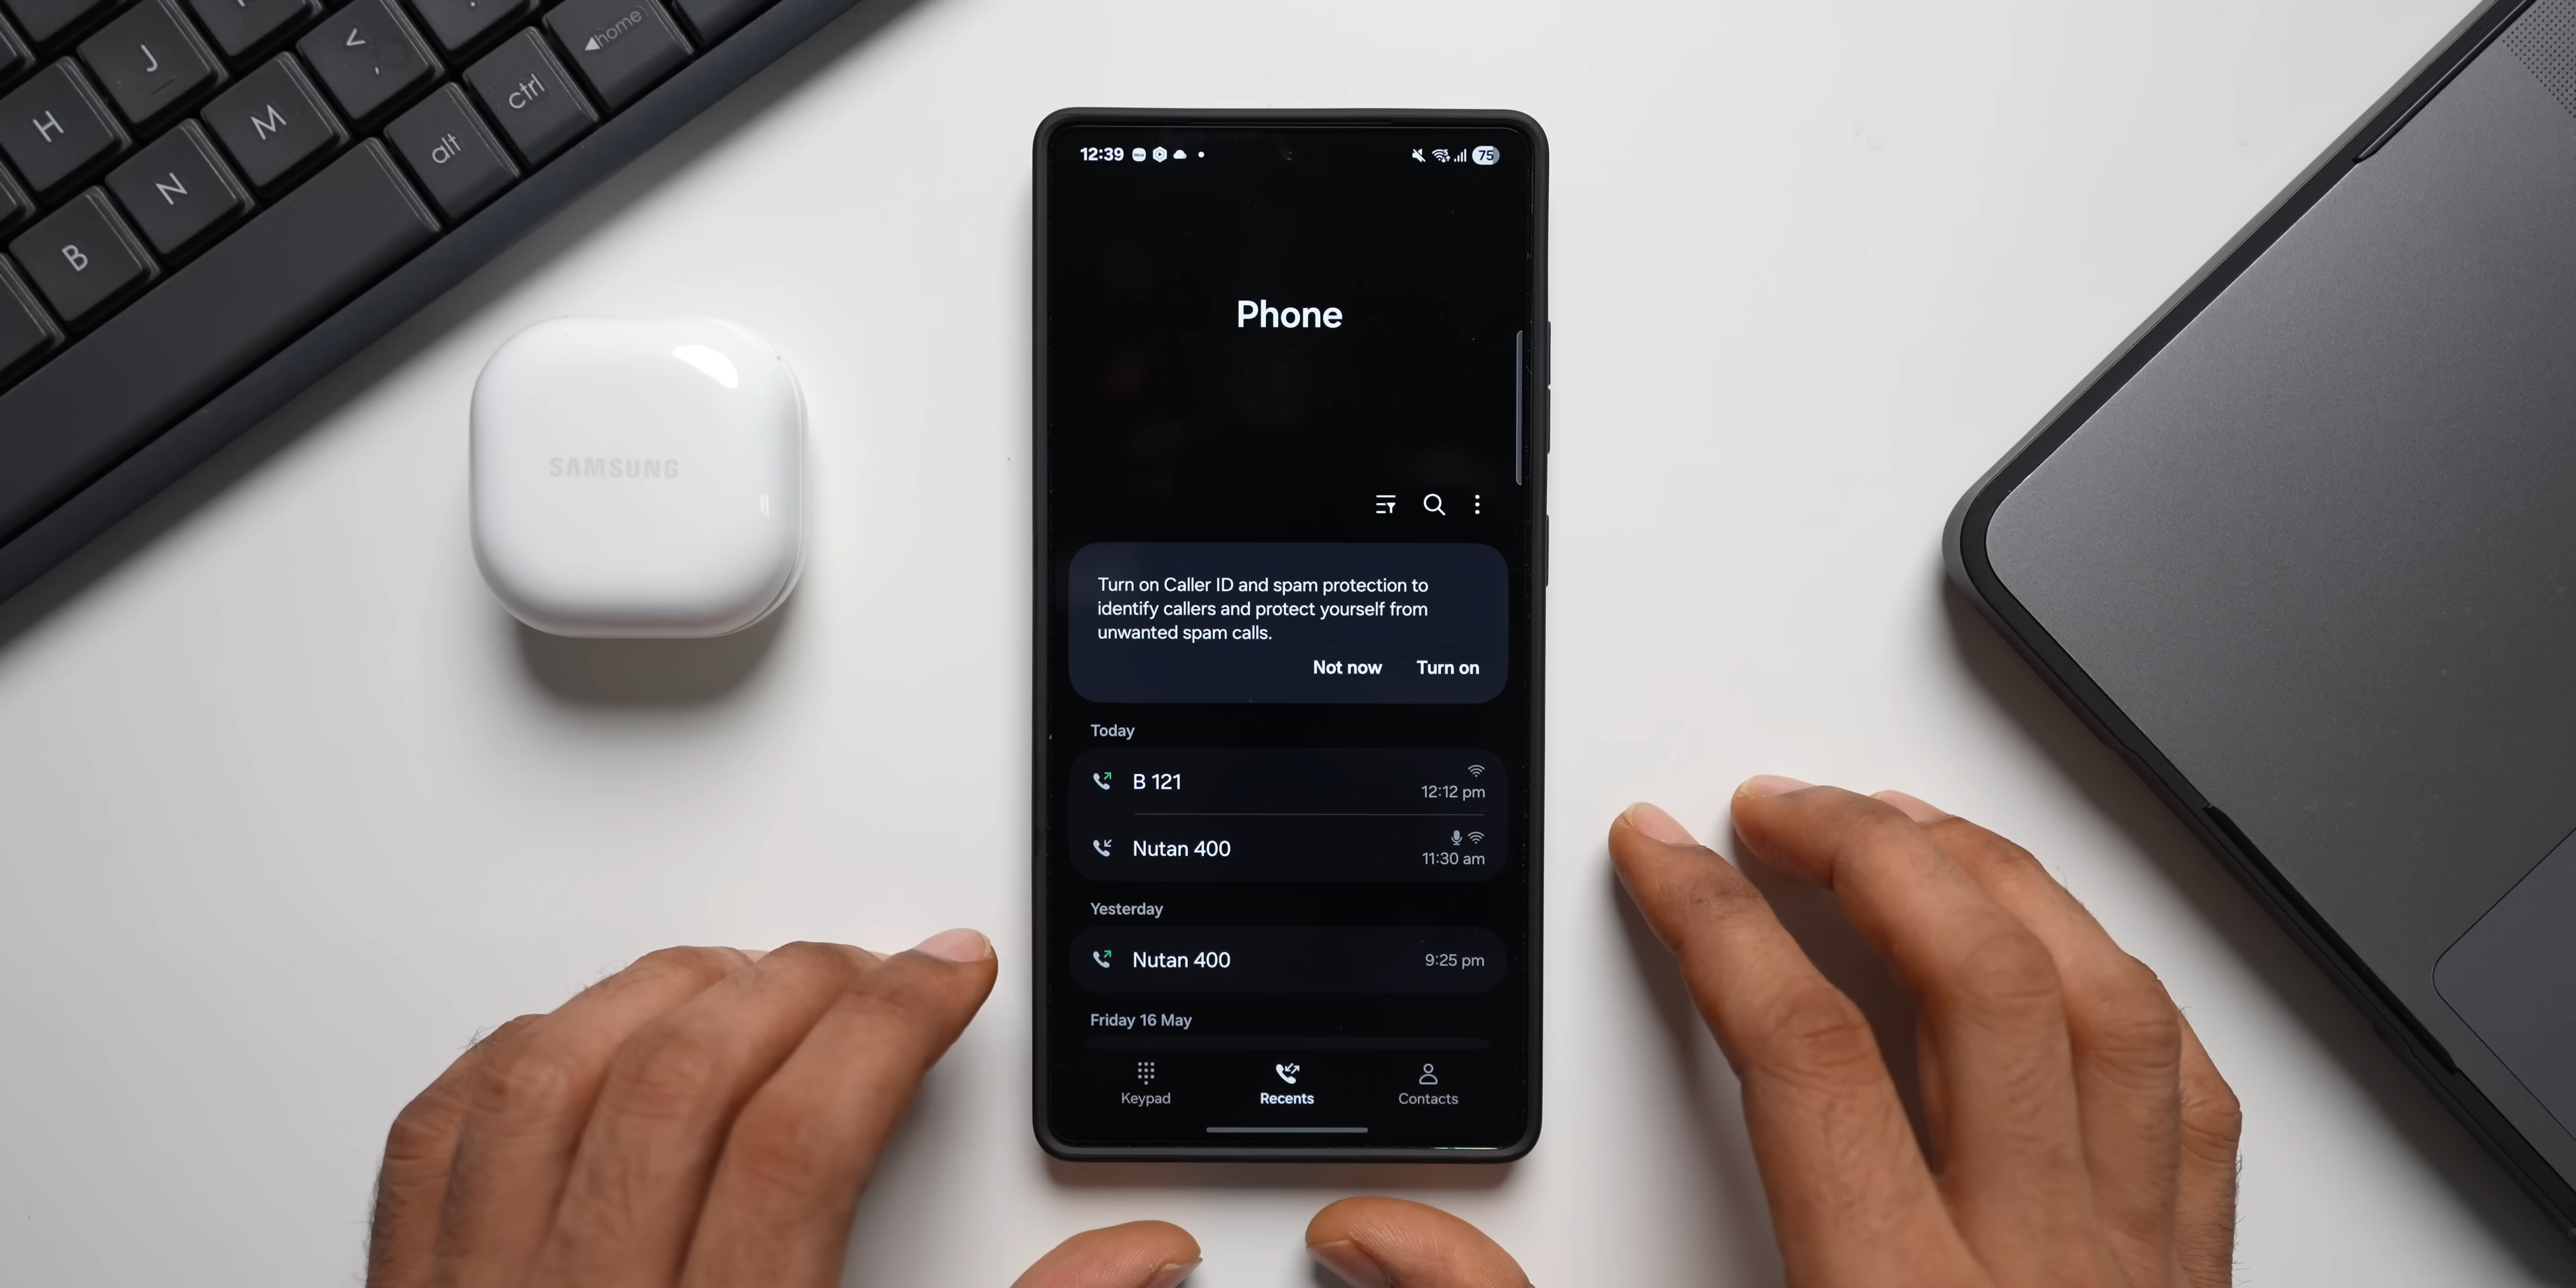 J
<
,
▲home
H
M
ctrl
N
alt
B
SAMSUNG
12:39
75
Phone
Turn on Caller ID and spam protection to
identify callers and protect yourself from
unwanted spam calls.
Not now Turn on
Today
B 121
12:12 pm
Nutan 400
11:30 am
Yesterday
Nutan 400 9:25 pm
Friday 16 May
Keypad Recents Contacts